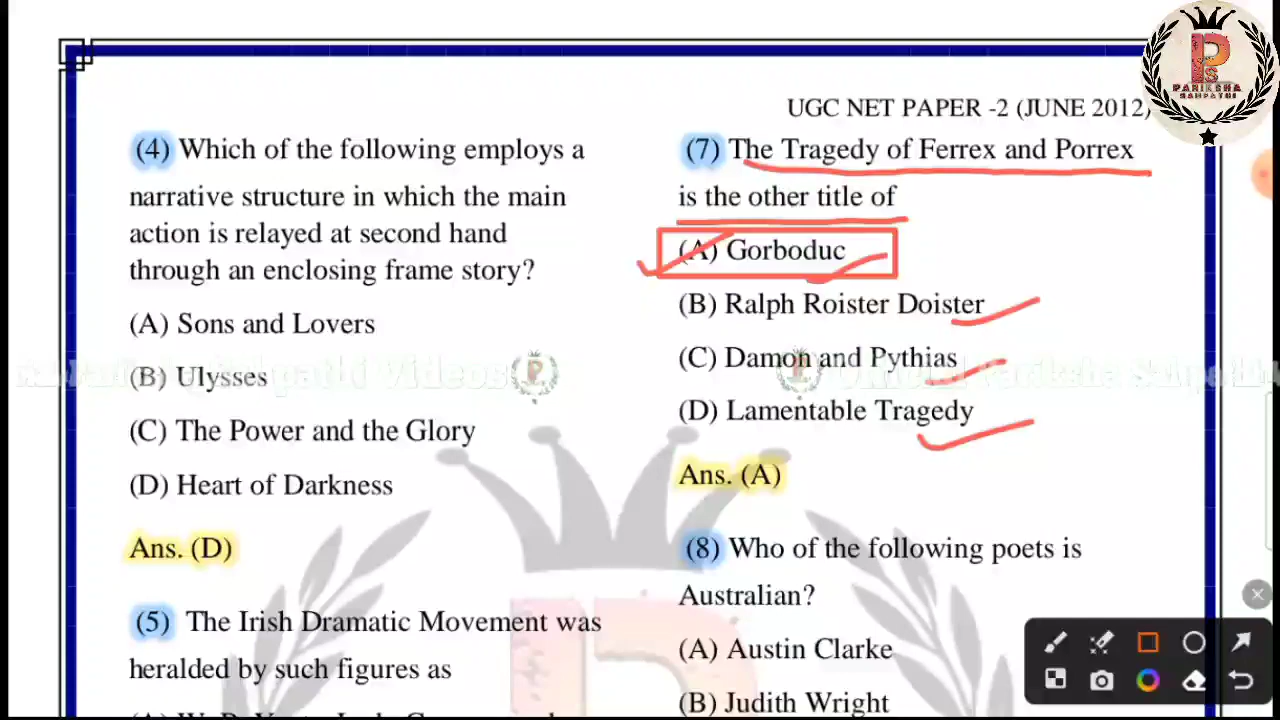 UGC NET PAPER -2 (JUNE 2012)
(4) Which of the following employs a
narrative structure in which the main
action is relayed at second hand
through an enclosing frame story?
(A) Sons and Lovers
(B) Ulysses
(C) The Power and the Glory
(D) Heart of Darkness
Ans. (D)
(5) The Irish Dramatic Movement was
heralded by such figures as
(7) The Tragedy of Ferrex and Porrex
is the other title of
(A) Gorboduc
(B) Ralph Roister Doister
(C) Damon and Pythias
(D) Lamentable Tragedy
Ans. (A)
(8) Who of the following poets is
Australian?
(A) Austin Clarke
(B) Judith Wright
PS
PARIKSHA
SAHPATHI